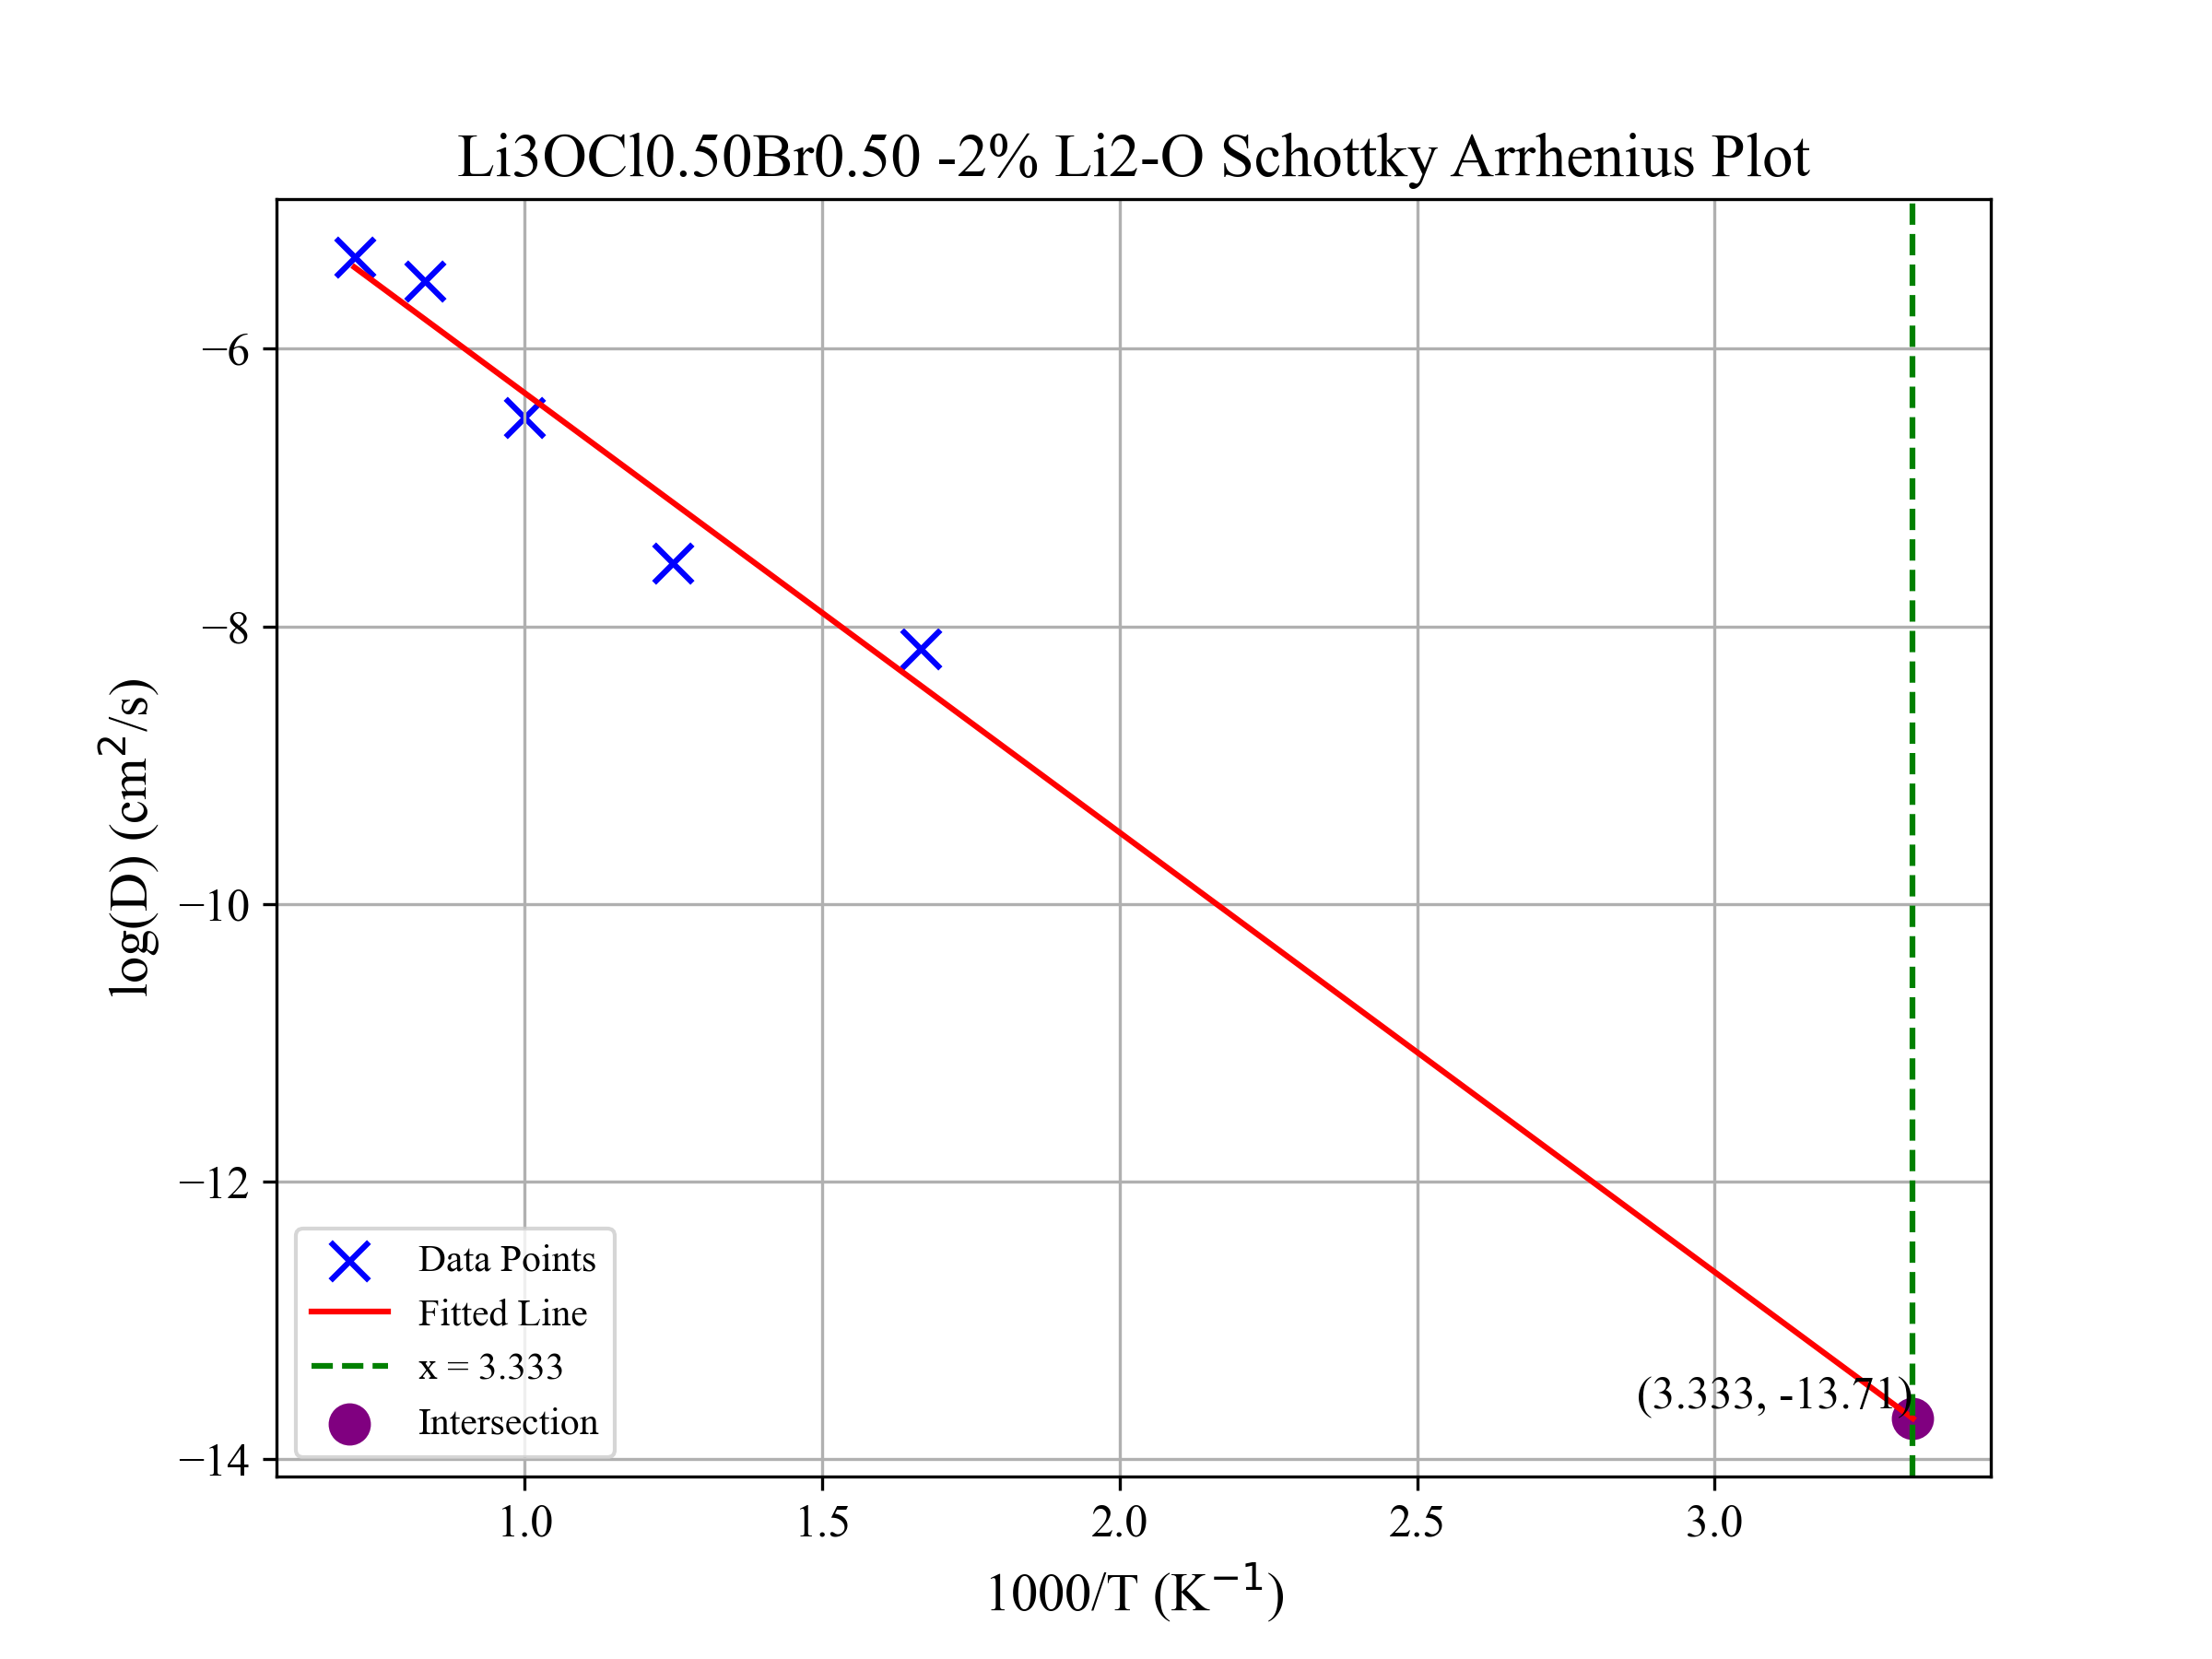 Li3OCl0.50Br0.50 -2% Li2-O Schottky Arrhenius Plot
log(D) (cm²/s)
−6
−8
−10
−12
−14
Data Points
Fitted Line
x = 3.333
Intersection
(3.333, -13.71)
1.0 1.5 2.0 2.5 3.0
1000/T (K⁻¹)